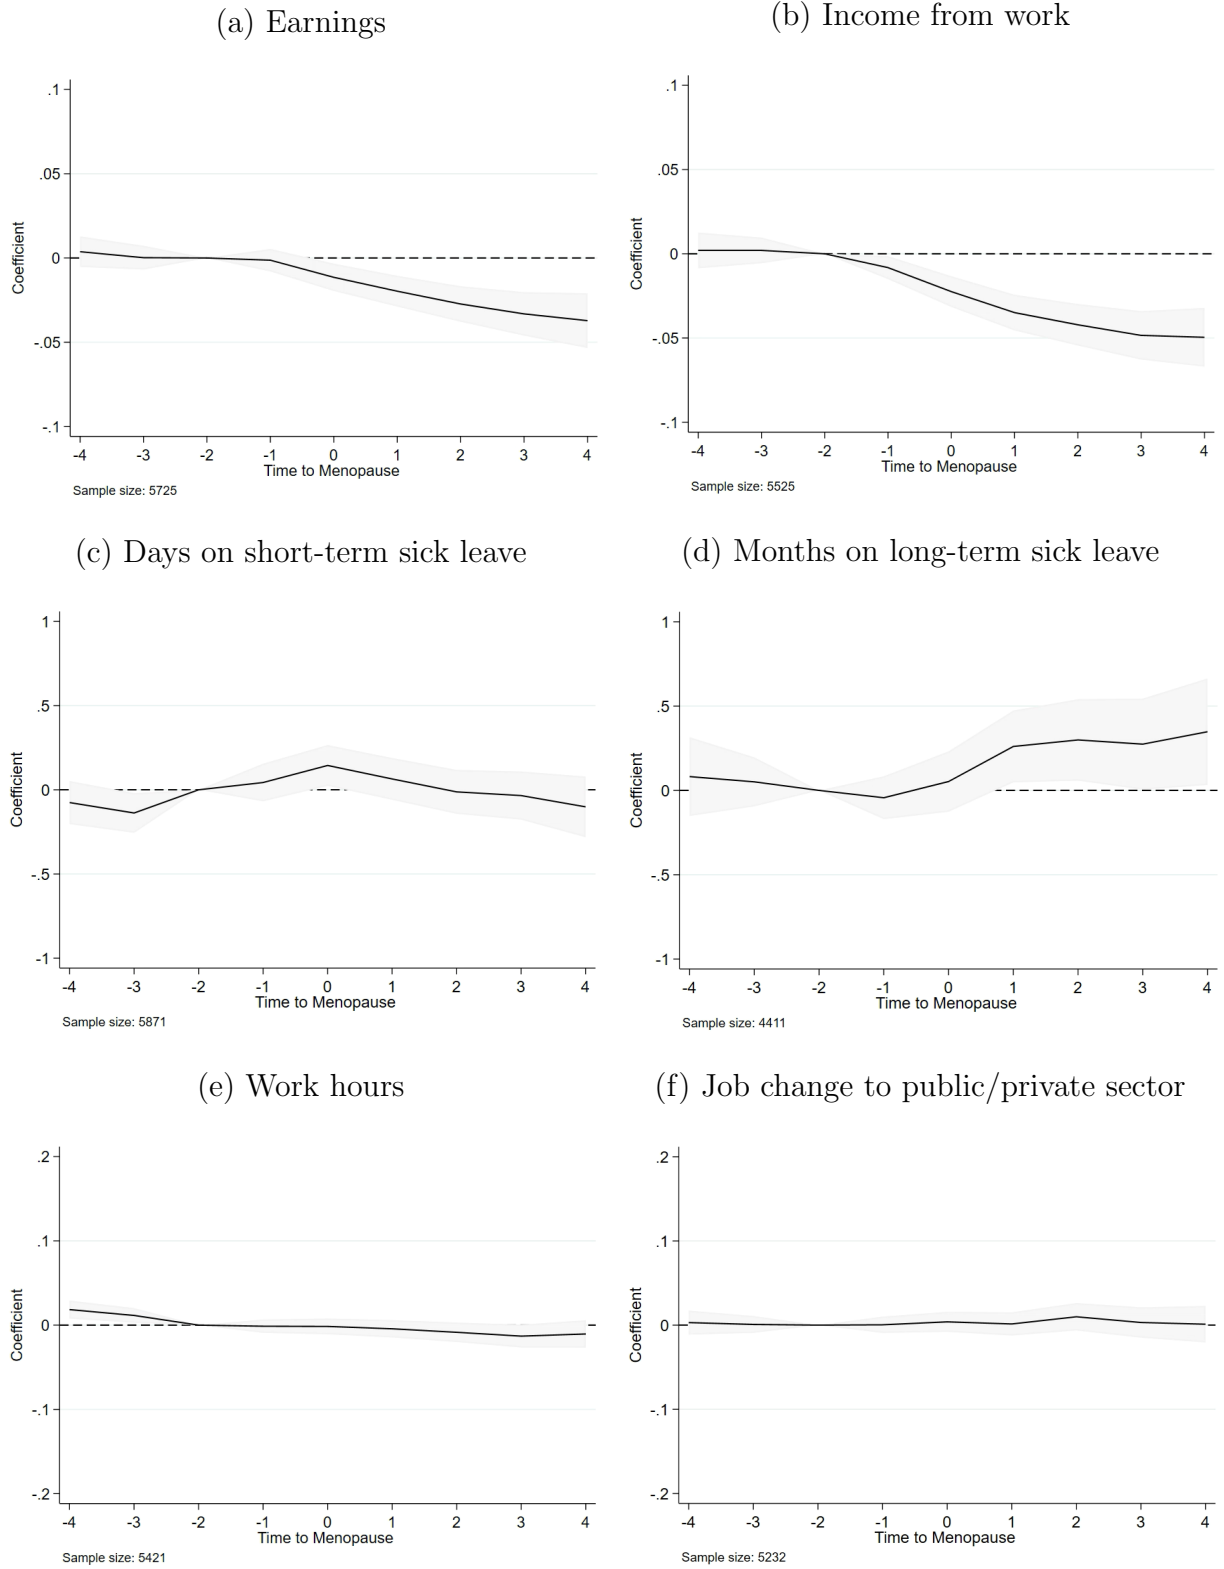 (a) Earnings
.1
.05
0
-.05
-.1
Coefficient
-4 -3 -2 -1 0 1 2 3 4
Time to Menopause
Sample size: 5725
(b) Income from work
.1
.05
0
-.05
-.1
Coefficient
-4 -3 -2 -1 0 1 2 3 4
Time to Menopause
Sample size: 5525
(c) Days on short-term sick leave
1
.5
0
-.5
-1
Coefficient
-4 -3 -2 -1 0 1 2 3 4
Time to Menopause
Sample size: 5871
(d) Months on long-term sick leave
1
.5
0
-.5
-1
Coefficient
-4 -3 -2 -1 0 1 2 3 4
Time to Menopause
Sample size: 4411
(e) Work hours
.2
.1
0
-.1
-.2
Coefficient
-4 -3 -2 -1 0 1 2 3 4
Time to Menopause
Sample size: 5421
(f) Job change to public/private sector
.2
.1
0
-.1
-.2
Coefficient
-4 -3 -2 -1 0 1 2 3 4
Time to Menopause
Sample size: 5232